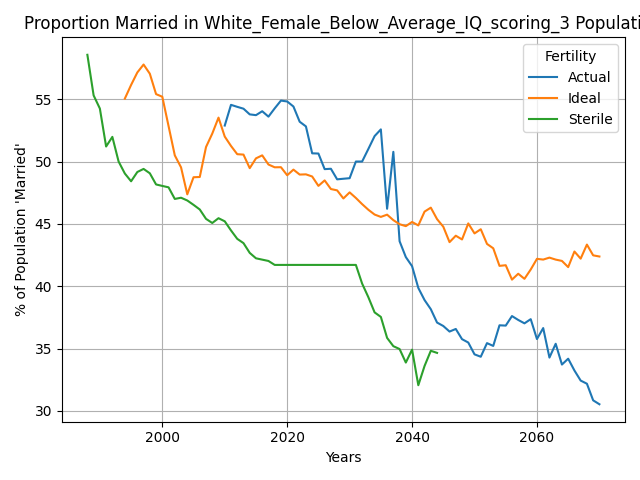 Proportion Married in White_Female_Below_Average_IQ_scoring_3 Populati
Fertility
Actual
Ideal
Sterile
% of Population 'Married'
55
50
45
40
35
30
2000
2020
2040
2060
Years